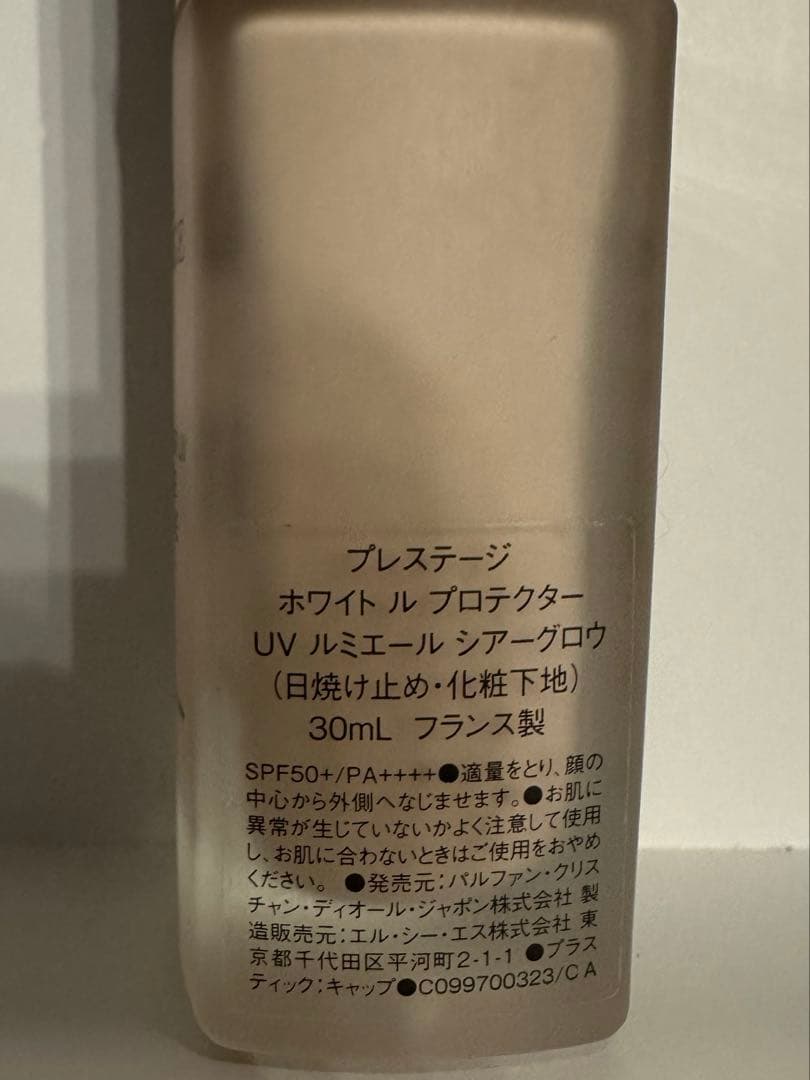 プレステージ
ホワイト ル プロテクター
UV ルミエール シアーグロウ
(日焼け止め・化粧下地)
30mL フランス製
SPF50+/PA++++●適量をとり、顔の
中心から外側へなじませます。●お肌に
異常が生じていないかよく注意して使用
し、お肌に合わないときはご使用をおやめ
ください。 ●発売元:パルファン・クリス
チャン・ディオール・ジャポン株式会社 製
造販売元:エル・シー・エス株式会社 東
京都千代田区平河町2-1-1 ●プラス
ティック:キャップ●C099700323/CA